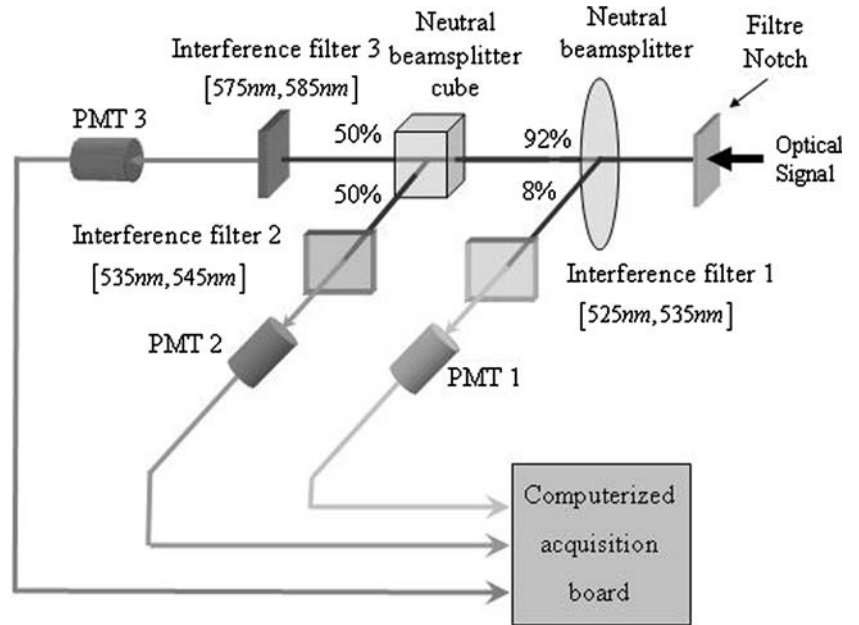 Filtre
Notch
Neutral
beamsplitter
Neutral
beamsplitter
cube
Interference filter 3
[575nm,585nm]
PMT 3
50%
92%
Optical
Signal
50%
8%
Interference filter 2
[535nm,545nm]
Interference filter 1
[525nm,535nm]
PMT 2
PMT 1
Computerized
acquisition
board